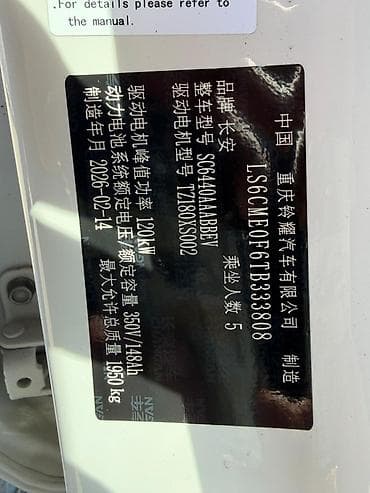 .For details please refer to
the manual.
中国 重庆铃耀汽车有限公司 制造
LS6CME0F6TB333808
品牌 长安 乘坐人数 5
整车型号 SC6440AAABBEV
驱动电机型号 TZ180XS002
驱动电机峰值功率 120kW
动力电池系统额定电压/额定容量 350V/148Ah
制造年月 2026-02-14 最大允许总质量 1950 kg